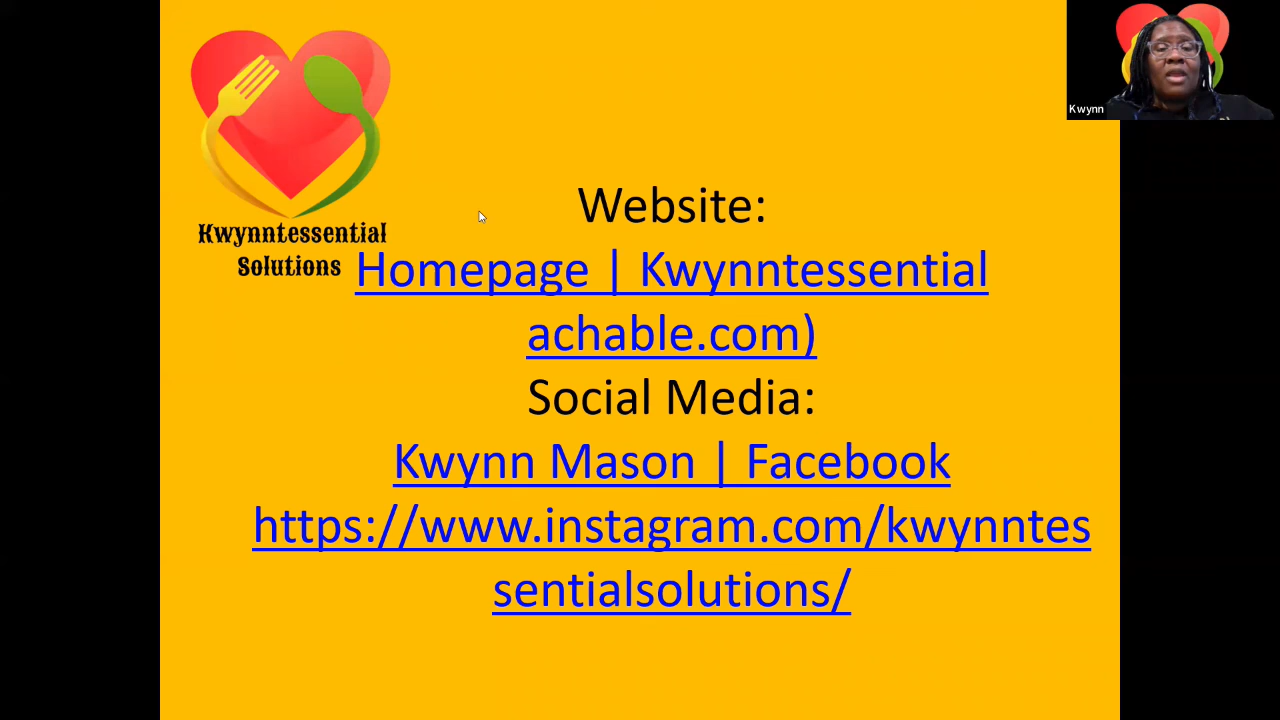 Kwynntessential
Solutions
Website:
Homepage | Kwynntessential
achable.com)
Social Media:
Kwynn Mason | Facebook
https://www.instagram.com/kwynntes
sentialsolutions/
Kwynn